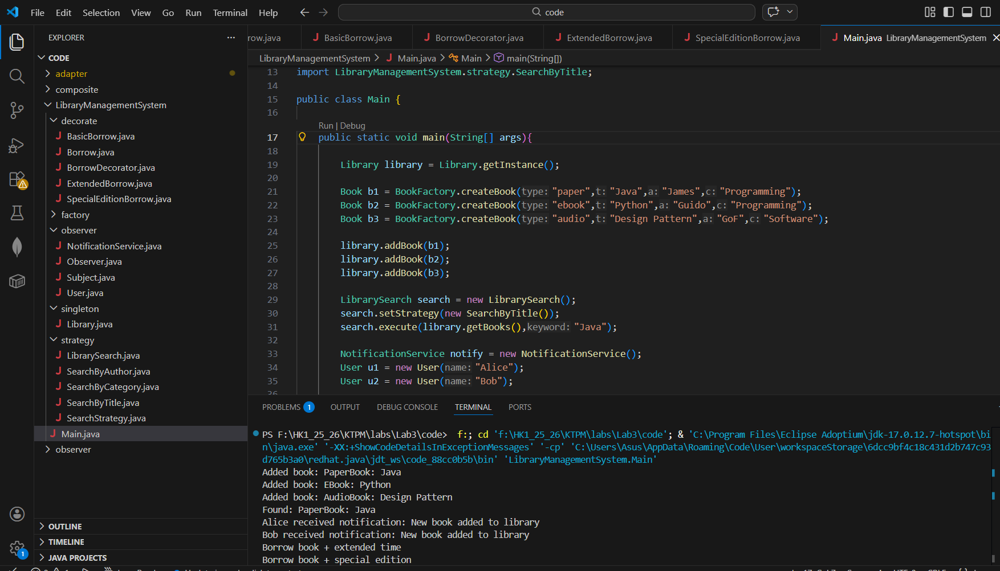 File Edit Selection View Go Run Terminal Help
code
EXPLORER
row.java BasicBorrow.java BorrowDecorator.java ExtendedBorrow.java SpecialEditionBorrow.java Main.java LibraryManagementSystem
LibraryManagementSystem > Main.java > Main > main(String[])
CODE
adapter
composite
LibraryManagementSystem
decorate
BasicBorrow.java
Borrow.java
BorrowDecorator.java
ExtendedBorrow.java
SpecialEditionBorrow.java
factory
observer
NotificationService.java
Observer.java
Subject.java
User.java
singleton
Library.java
strategy
LibrarySearch.java
SearchByAuthor.java
SearchByCategory.java
SearchByTitle.java
SearchStrategy.java
Main.java
observer
OUTLINE
TIMELINE
JAVA PROJECTS
1
13 import LibraryManagementSystem.strategy.SearchByTitle;
14
15 public class Main {
16
Run | Debug
17 public static void main(String[] args){
18
19 Library library = Library.getInstance();
20
21 Book b1 = BookFactory.createBook(type: "paper",t: "Java",a: "James",c: "Programming");
22 Book b2 = BookFactory.createBook(type: "ebook",t: "Python",a: "Guido",c: "Programming");
23 Book b3 = BookFactory.createBook(type: "audio",t: "Design Pattern",a: "GoF",c: "Software");
24
25 library.addBook(b1);
26 library.addBook(b2);
27 library.addBook(b3);
28
29 LibrarySearch search = new LibrarySearch();
30 search.setStrategy(new SearchByTitle());
31 search.execute(library.getBooks(),keyword: "Java");
32
33 NotificationService notify = new NotificationService();
34 User u1 = new User(name: "Alice");
35 User u2 = new User(name: "Bob");
36
PROBLEMS 1 OUTPUT DEBUG CONSOLE TERMINAL PORTS
PS F:\HK1_25_26\KTPM\labs\Lab3\code> f:; cd 'f:\HK1_25_26\KTPM\labs\Lab3\code'; & 'C:\Program Files\Eclipse Adoptium\jdk-17.0.12.7-hotspot\bi
n\java.exe' '-XX:+ShowCodeDetailsInExceptionMessages' '-cp' 'C:\Users\Asus\AppData\Roaming\Code\User\workspaceStorage\6dcc9bf4c18c431d2b747c93
d765b3a0\redhat.java\jdt_ws\code_88cc0b5b\bin' 'LibraryManagementSystem.Main'
Added book: PaperBook: Java
Added book: EBook: Python
Added book: AudioBook: Design Pattern
Found: PaperBook: Java
Alice received notification: New book added to library
Bob received notification: New book added to library
Borrow book + extended time
Borrow book + special edition